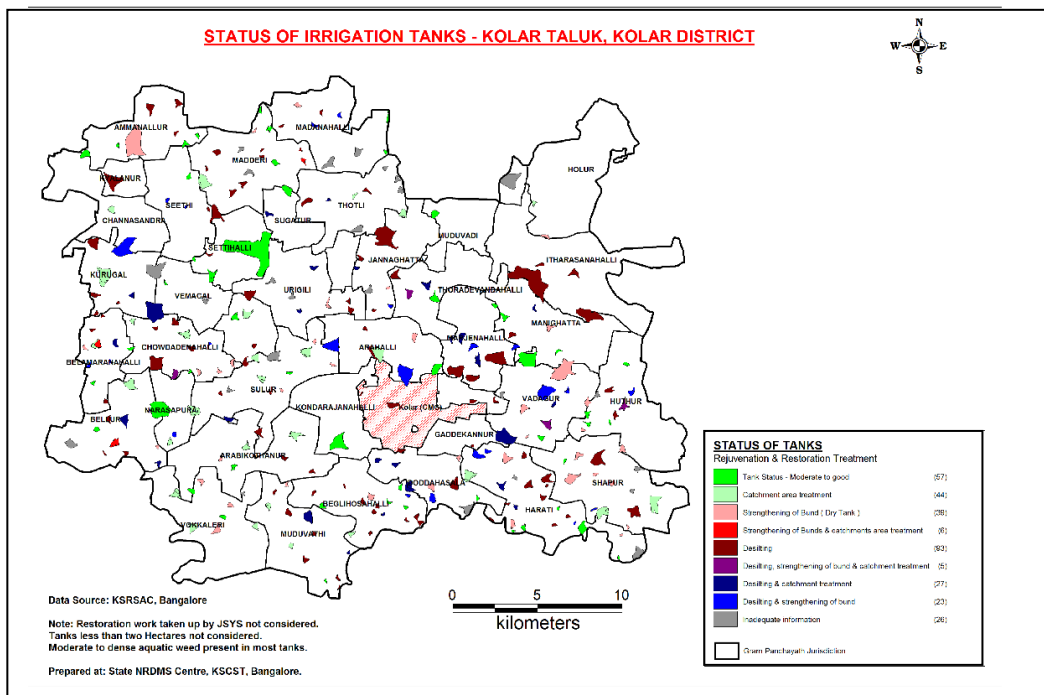 STATUS OF IRRIGATION TANKS - KOLAR TALUK, KOLAR DISTRICT
N
W E
S
AMMANALLUR
MADANAHALLI
MADDERI
HOLUR
KYALANUR
SEETHI
THOTLI
CHANNASANDRA
SUGATUR
MUDUVADI
SETTIHALLI
JANNAGHATTA
ITHARASANAHALLI
KURUGAL
VEMAGAL
URIGILI
THORADEVANDAHALLI
MANIGHATTA
CHOWDADENAHALLI
ARAHALLI
BELAMARANAHALLI
SULUR
VADAGUR
HUTHUR
NARASAPURA
KONDARAJANAHALLI
Kolar (CMC)
BELLUR
GADDEKANNUR
ARABIKOTHANUR
SHAPUR
BEGLIHOSAHALLI
HARATI
VOKKALERI
MUDUVATHI
STATUS OF TANKS
Rejuvenation & Restoration Treatment
Tank Status - Moderate to good (57)
Catchment area treatment (44)
Strengthening of Bund ( Dry Tank )
Strengthening of Bunds & catchments area treatment (6)
Desilting (93)
Desilting, strengthening of bund & catchment treatment (5)
Desilting & catchment treatment (27)
Desilting & strengthening of bund (23)
Inadequate information (26)
Gram Panchayath Jurisdiction
0 5 10
kilometers
Data Source: KSRSAC, Bangalore
Note: Restoration work taken up by JSYS not considered.
Tanks less than two Hectares not considered.
Moderate to dense aquatic weed present in most tanks.
Prepared at: State NRDMS Centre, KSCST, Bangalore.